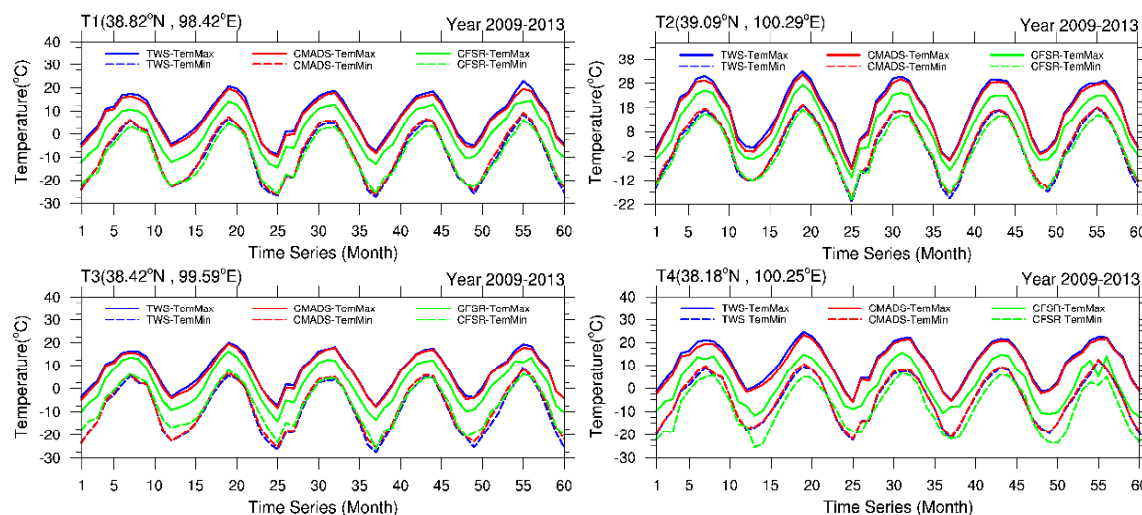 T1(38.82°N , 98.42°E) Year 2009-2013
TWS-TemMax CMADS-TemMax CFSR-TemMax
TWS-TemMin CMADS-TemMin CFSR-TemMin
Temperature(°C)
40
30
20
10
0
-10
-20
-30
1 5 10 15 20 25 30 35 40 45 50 55 60
Time Series (Month)
T2(39.09°N , 100.29°E) Year 2009-2013
TWS-TemMax CMADS-TemMax CFSR-TemMax
TWS-TemMin CMADS-TemMin CFSR-TemMin
Temperature(°C)
38
28
18
8
-2
-12
-22
1 5 10 15 20 25 30 35 40 45 50 55 60
Time Series (Month)
T3(38.42°N , 99.59°E) Year 2009-2013
TWS-TemMax CMADS-TemMax CFSR-TemMax
TWS-TemMin CMADS-TemMin CFSR-TemMin
Temperature(°C)
40
30
20
10
0
-10
-20
-30
1 5 10 15 20 25 30 35 40 45 50 55 60
Time Series (Month)
T4(38.18°N , 100.25°E) Year 2009-2013
TWS-TemMax CMADS-TemMax CFSR-TemMax
TWS-TemMin CMADS-TemMin CFSR-TemMin
Temperature(°C)
40
30
20
10
0
-10
-20
-30
1 5 10 15 20 25 30 35 40 45 50 55 60
Time Series (Month)